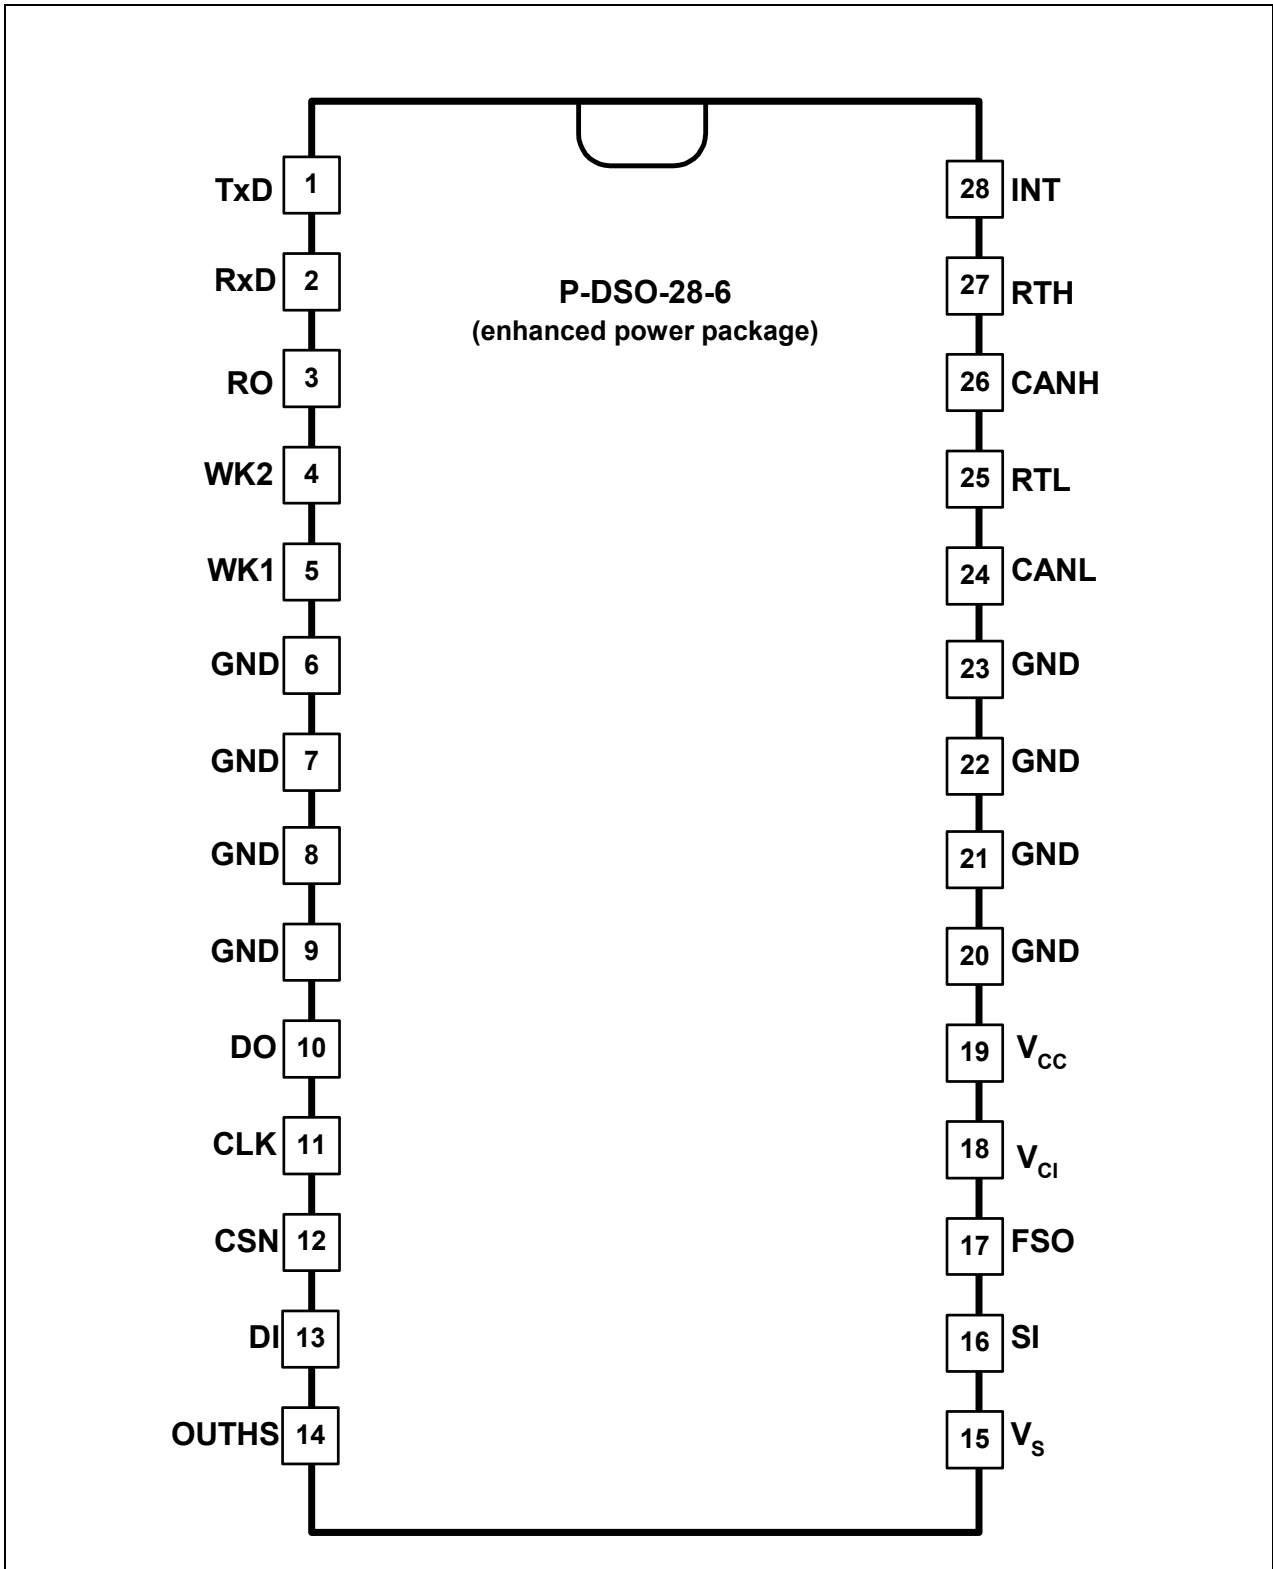 P-DSO-28-6
(enhanced power package)
TxD 1
RxD 2
RO 3
WK2 4
WK1 5
GND 6
GND 7
GND 8
GND 9
DO 10
CLK 11
CSN 12
DI 13
OUTHS 14
28 INT
27 RTH
26 CANH
25 RTL
24 CANL
23 GND
22 GND
21 GND
20 GND
19 VCC
18 VCI
17 FSO
16 SI
15 VS